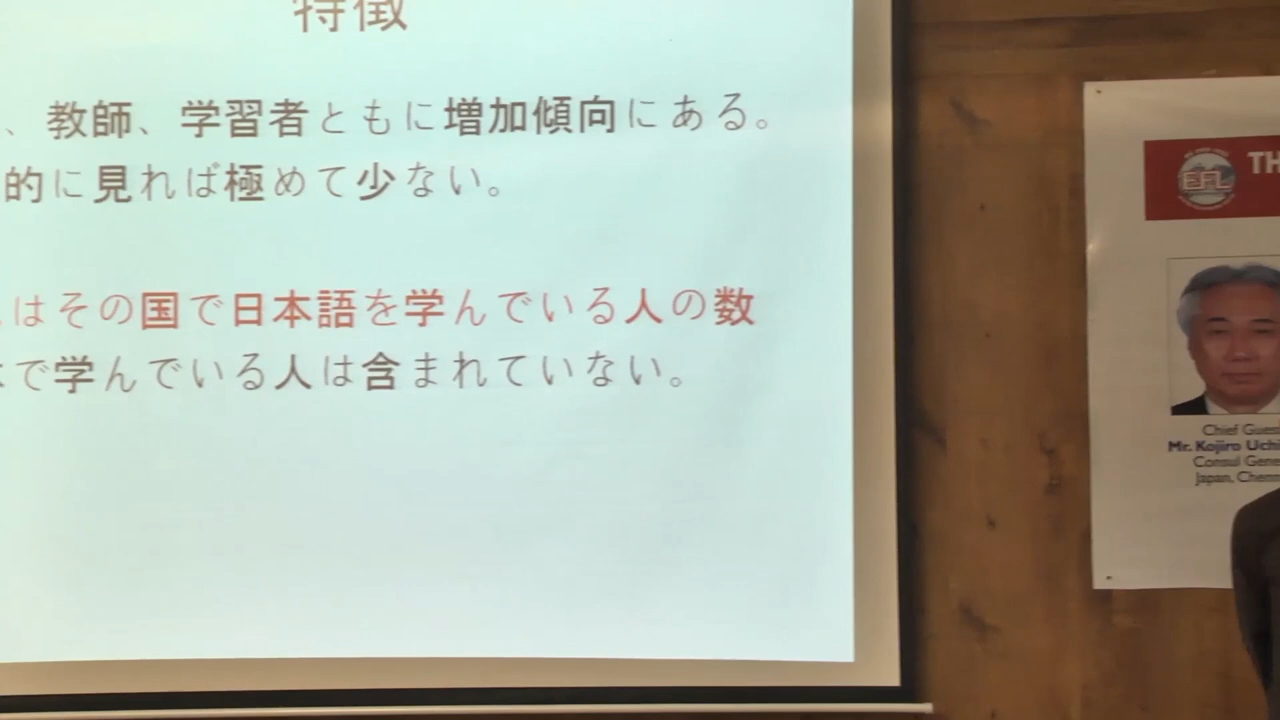 特徴
、教師、学習者ともに増加傾向にある。
的に見れば極めて少ない。
はその国で日本語を学んでいる人の数
で学んでいる人は含まれていない。
EFL
TH
Chief Gues
Mr. Kojiro Uchi
Consul Gene
Japan, Chenn